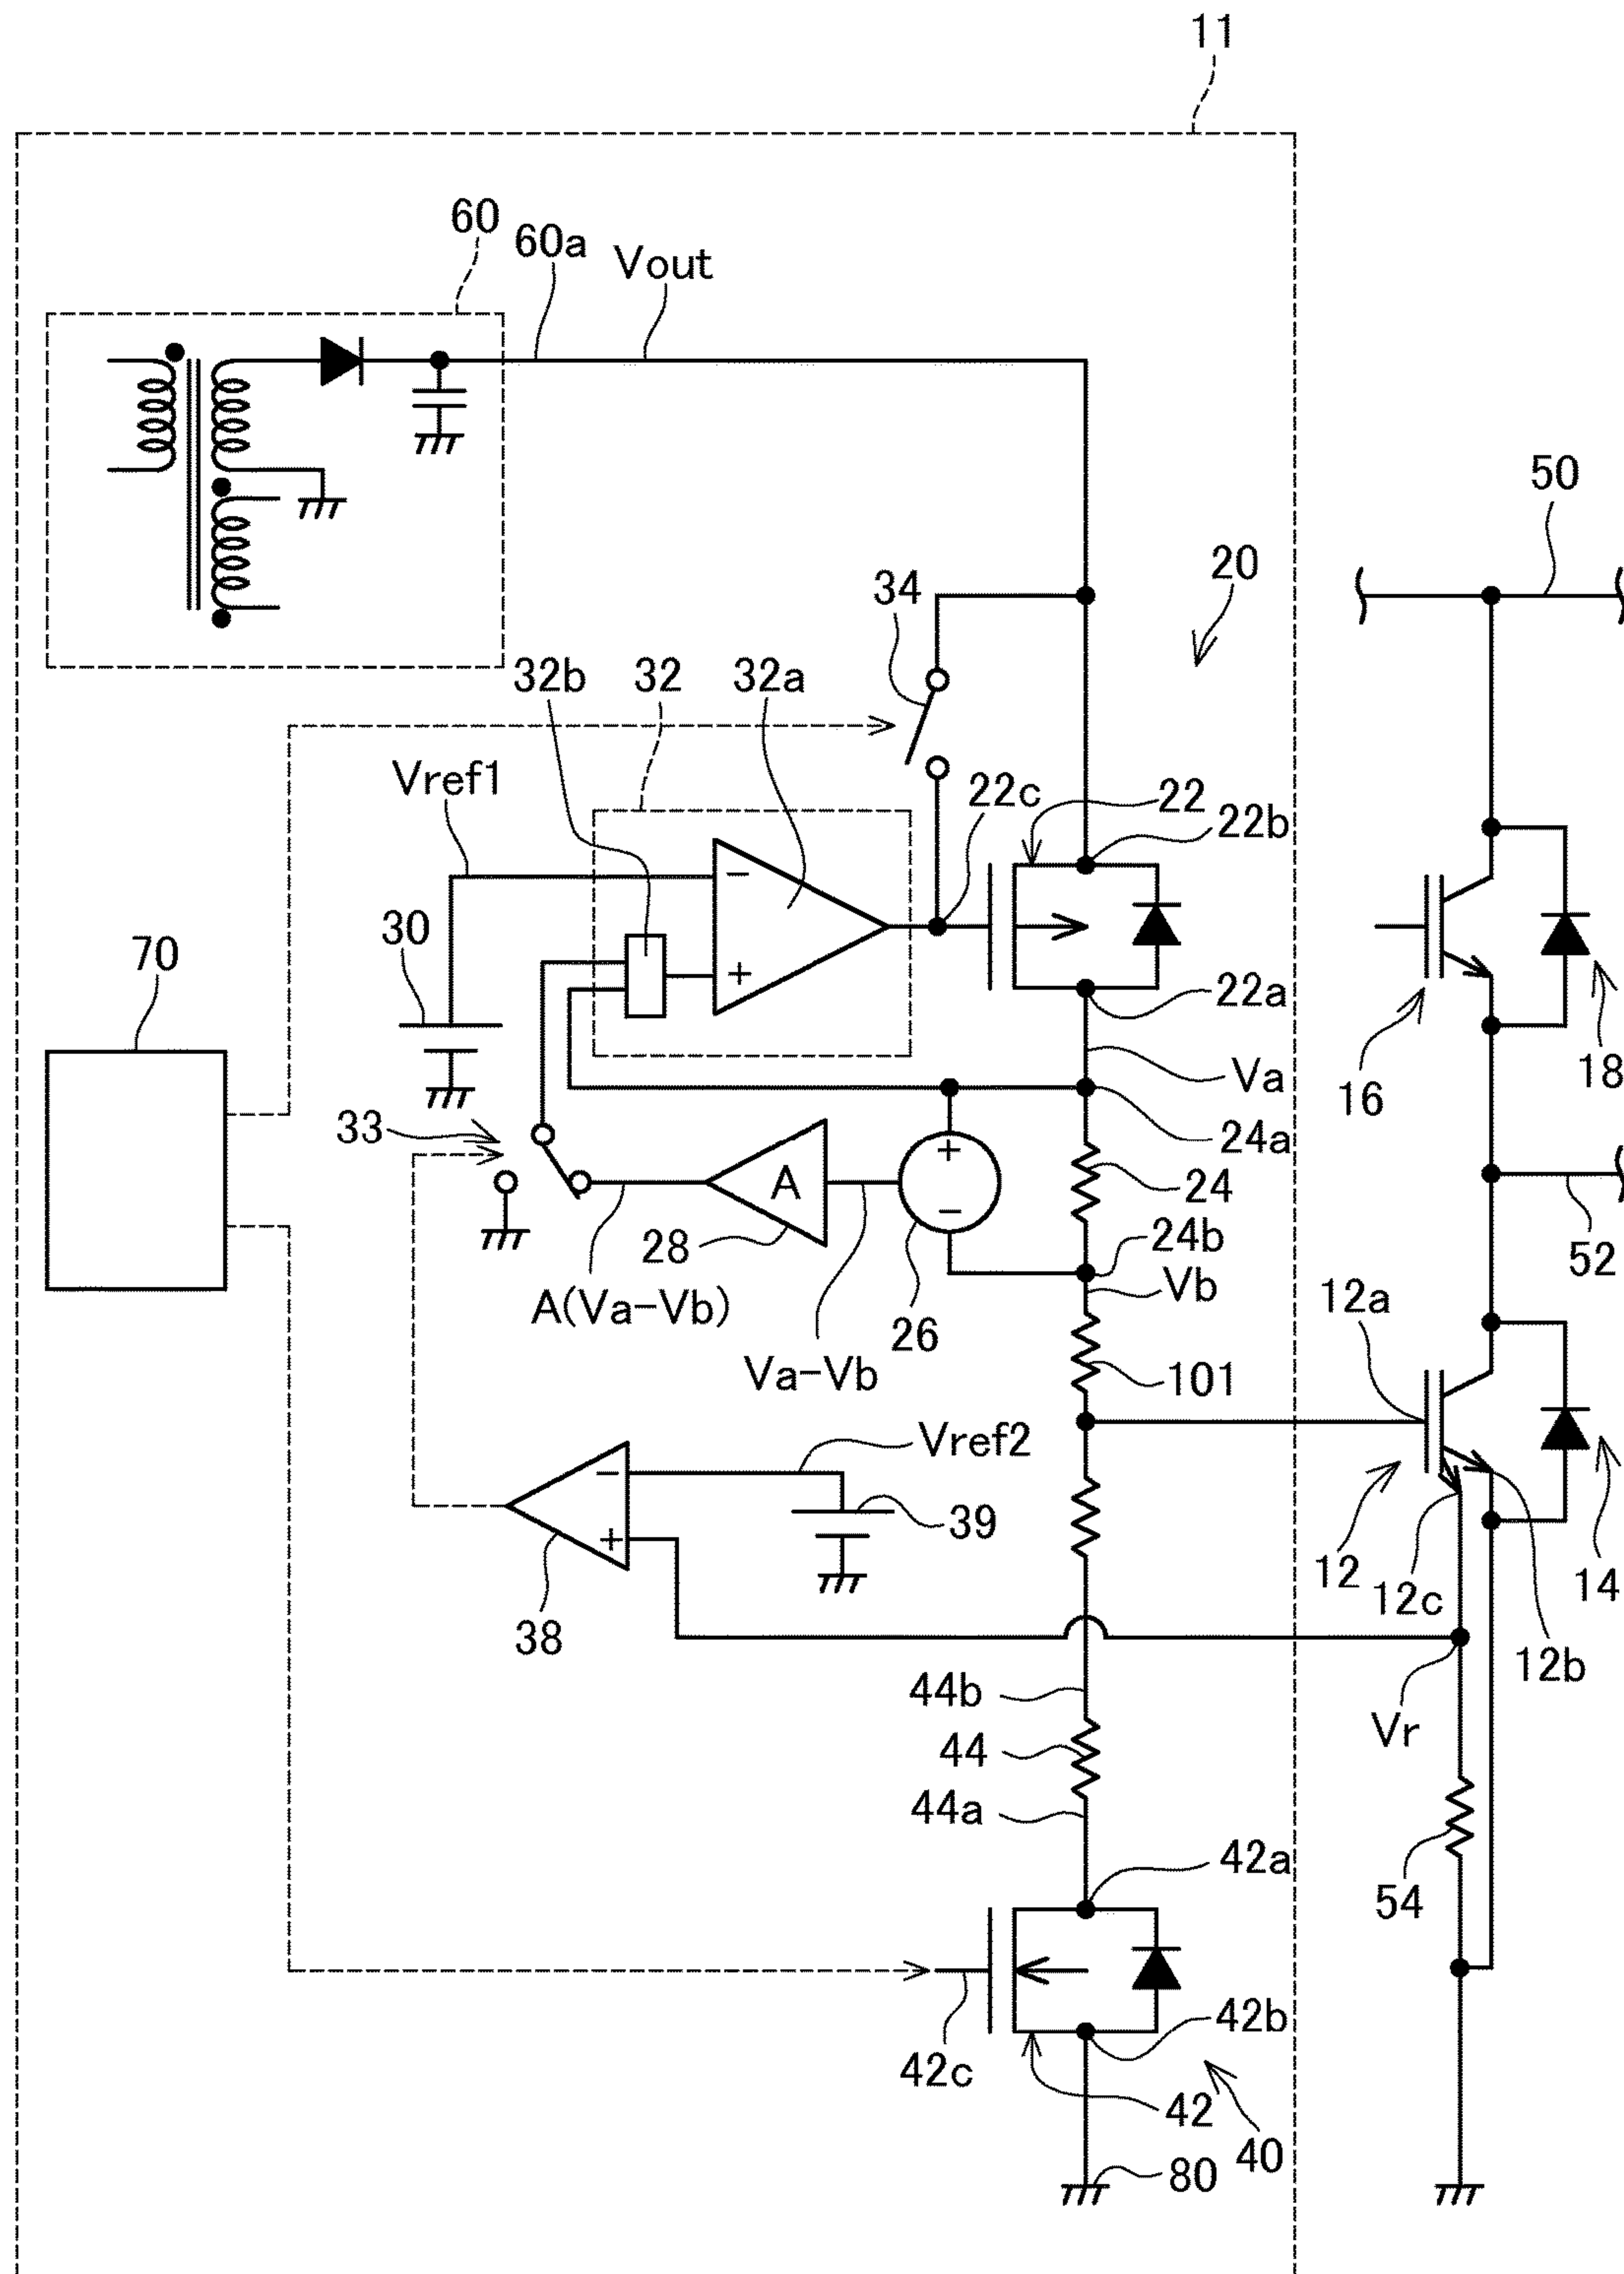 11
60
60a
Vout
50
20
34
32b
32
32a
Vref1
22c
22
22b
30
70
−
+
22a
16
18
Va
33
24a
+
−
A
24
28
24b
52
A(Va−Vb)
Vb
26
12a
Va−Vb
101
Vref2
−
+
39
38
12
12c
14
12b
44b
Vr
44
44a
42a
54
42c
42b
42
40
80